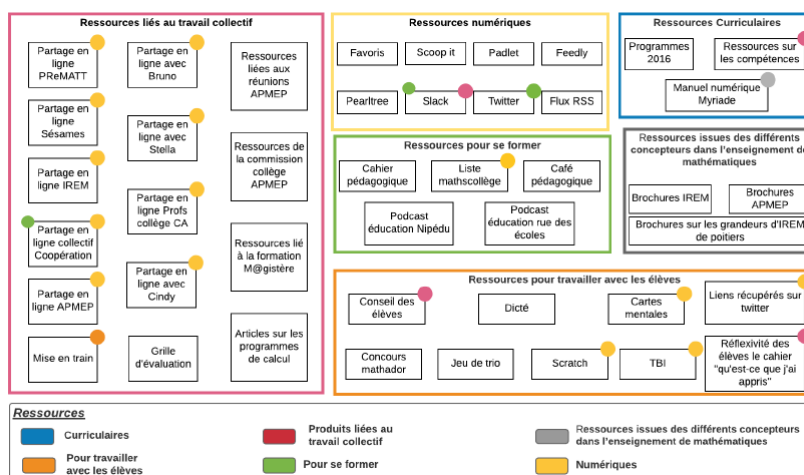 Ressources liés au travail collectif
Partage en
ligne
PReMATT
Partage en
ligne avec
Bruno
Ressources
liées aux
réunions
APMEP
Partage en
ligne
Sésames
Partage en
ligne avec
Stella
Ressources
de la
commission
collège
APMEP
Partage en
ligne IREM
Partage en
ligne Profs
collège CA
Partage en
ligne collectif
Coopération
Ressources lié
à la formation
M@gistère
Partage en
ligne APMEP
Partage en
ligne avec
Cindy
Mise en train
Grille
d'évaluation
Articles sur les
programmes
de calcul
Ressources numériques
Favoris
Scoop it
Padlet
Feedly
Pearltree
Slack
Twitter
Flux RSS
Ressources Curriculaires
Programmes
2016
Ressources sur
les compétences
Manuel numérique
Myriade
Ressources pour se former
Cahier
pédagogique
Liste
mathscollège
Café
pédagogique
Podcast
éducation Nipédu
Podcast
éducation rue des
écoles
Ressources issues des différents
concepteurs dans l'enseignement de
mathématiques
Brochures IREM
Brochures
APMEP
Brochures sur les grandeurs d'IREM
de poitiers
Ressources pour travailler avec les élèves
Conseil des
élèves
Dicté
Cartes
mentales
Liens récupérés sur
twitter
Concours
mathador
Jeu de trio
Scratch
TBI
Réflexivité des
élèves le cahier
"qu'est-ce que j'ai
appris"
Ressources
Curriculaires
Produits liées au
travail collectif
Ressources issues des différents concepteurs
dans l'enseignement de mathématiques
Pour travailler
avec les élèves
Pour se former
Numériques